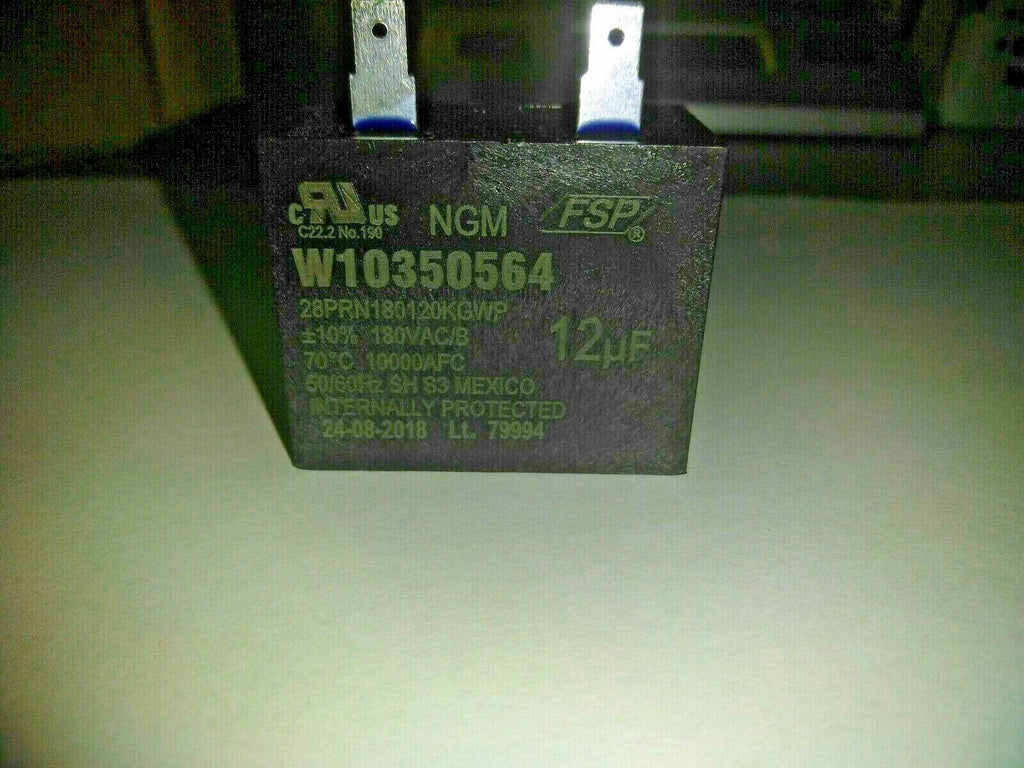 c RU US NGM FSP®
C22.2 No.190
W10350564
28PRN180120KGWP
±10% 180VAC/B 12µF
70°C 10000AFC
50/60Hz SH S3 MEXICO
INTERNALLY PROTECTED
24-08-2018 Lt. 79994